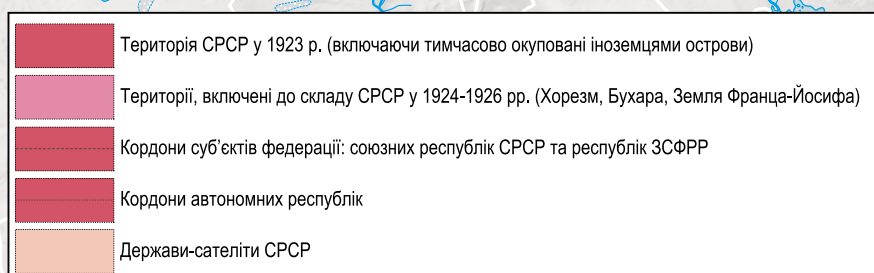 Територія СРСР у 1923 р. (включаючи тимчасово окуповані іноземцями острови)
Території, включені до складу СРСР у 1924-1926 рр. (Хорезм, Бухара, Земля Франца-Йосифа)
Кордони суб'єктів федерації: союзних республік СРСР та республік ЗСФРР
Кордони автономних республік
Держави-сателіти СРСР